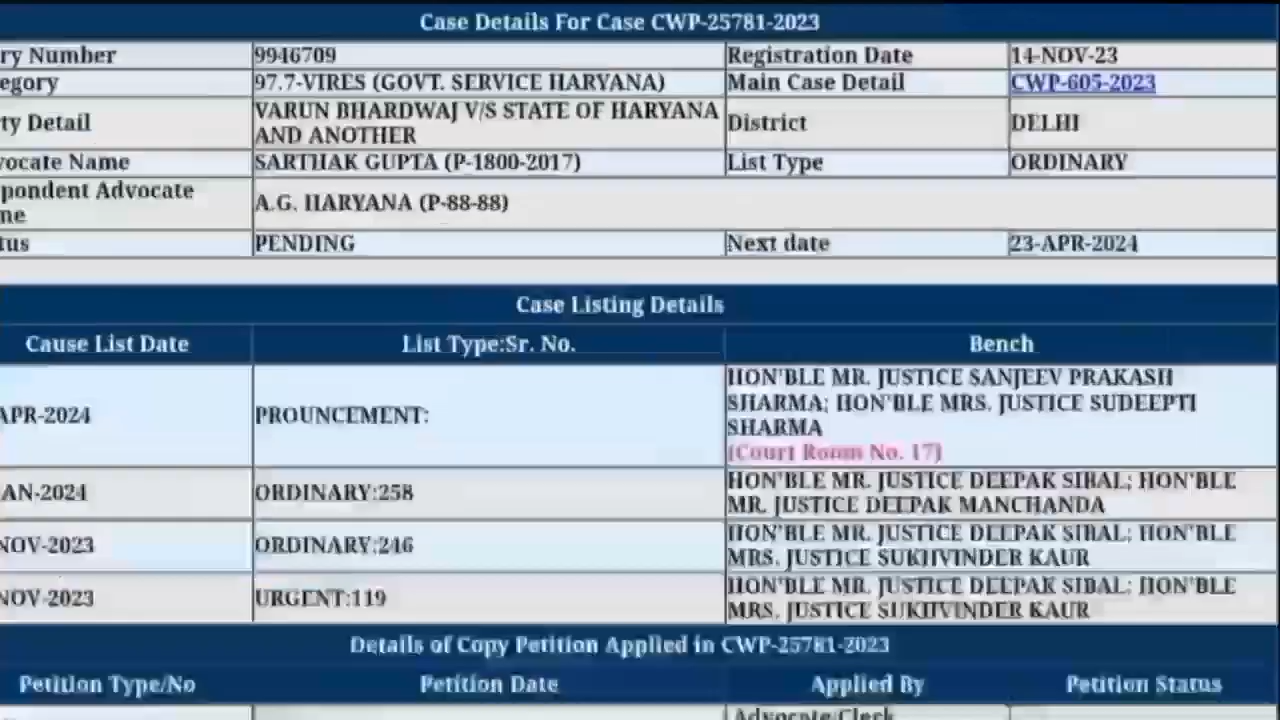 Case Details For Case CWP-25781-2023
ry Number 9946709 Registration Date 14-NOV-23
egory 97.7-VIRES (GOVT. SERVICE HARYANA) Main Case Detail CWP-605-2023
ty Detail VARUN BHARDWAJ V/S STATE OF HARYANA AND ANOTHER District DELHI
vocate Name SARTHAK GUPTA (P-1800-2017) List Type ORDINARY
pondent Advocate
ne A.G. HARYANA (P-88-88)
tus PENDING Next date 23-APR-2024
Case Listing Details
Cause List Date List Type:Sr. No. Bench
APR-2024 PROUNCEMENT: HON'BLE MR. JUSTICE SANJEEV PRAKASH
SHARMA; HON'BLE MRS. JUSTICE SUDEEPTI
SHARMA
(Court Room No. 17)
AN-2024 ORDINARY:258 HON'BLE MR. JUSTICE DEEPAK SIBAL; HON'BLE
MR. JUSTICE DEEPAK MANCHANDA
NOV-2023 ORDINARY:246 HON'BLE MR. JUSTICE DEEPAK SIBAL; HON'BLE
MRS. JUSTICE SUKHVINDER KAUR
NOV-2023 URGENT:119 HON'BLE MR. JUSTICE DEEPAK SIBAL; HON'BLE
MRS. JUSTICE SUKHVINDER KAUR
Details of Copy Petition Applied in CWP-25781-2023
Petition Type/No Petition Date Applied By Petition Status
Advocate/Clerk